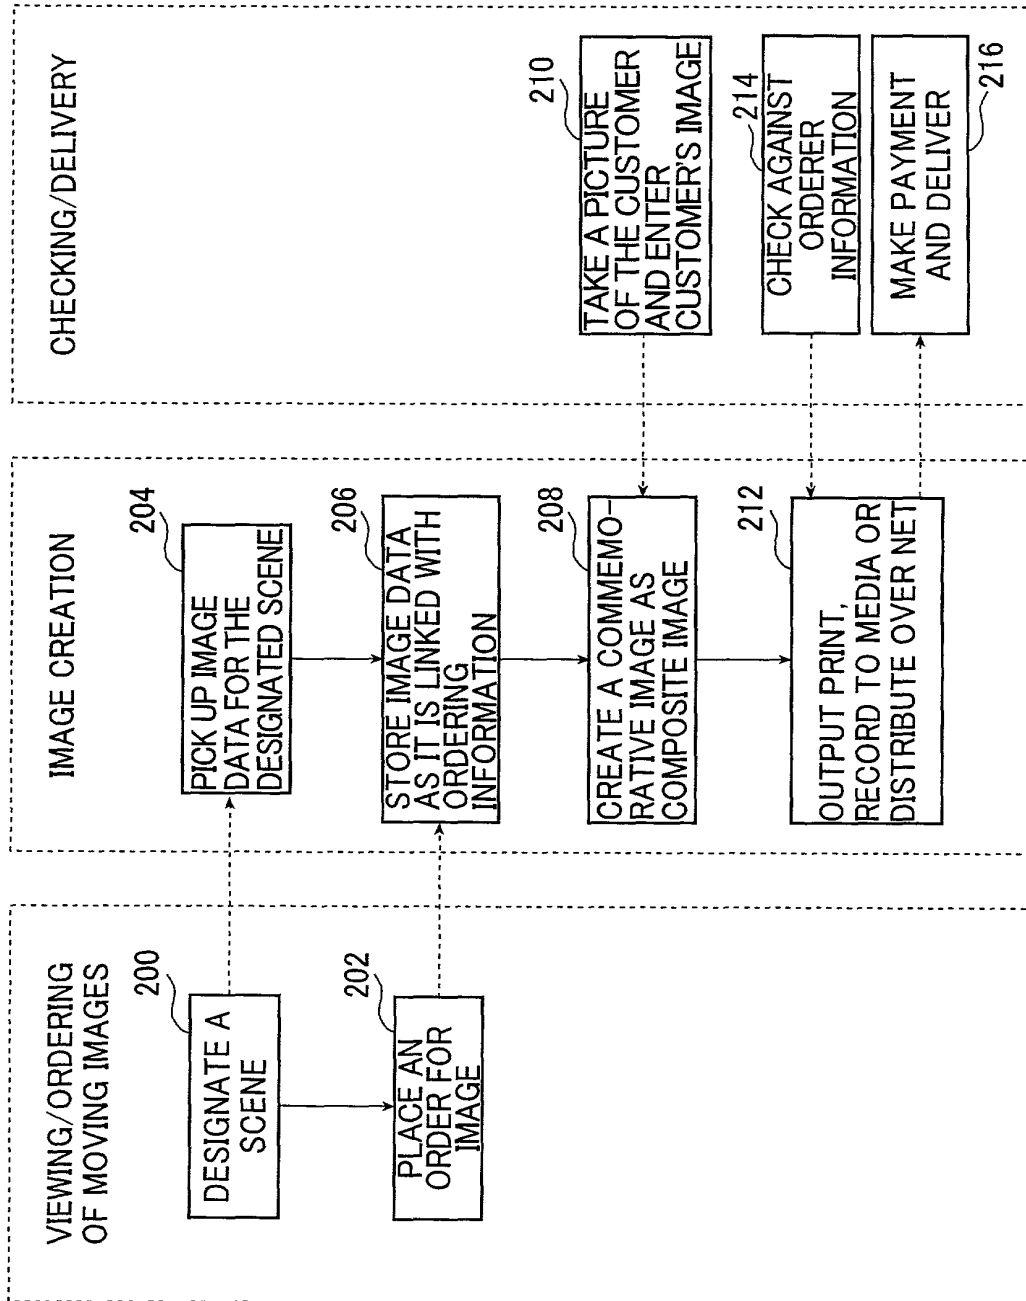 VIEWING/ORDERING
OF MOVING IMAGES
200
DESIGNATE A
SCENE
202
PLACE AN
ORDER FOR
IMAGE
IMAGE CREATION
204
PICK UP IMAGE
DATA FOR THE
DESIGNATED SCENE
206
STORE IMAGE DATA
AS IT IS LINKED WITH
ORDERING
INFORMATION
208
CREATE A COMMEMO-
RATIVE IMAGE AS
COMPOSITE IMAGE
212
OUTPUT PRINT,
RECORD TO MEDIA OR
DISTRIBUTE OVER NET
CHECKING/DELIVERY
210
TAKE A PICTURE
OF THE CUSTOMER
AND ENTER
CUSTOMER'S IMAGE
214
CHECK AGAINST
ORDERER
INFORMATION
MAKE PAYMENT
AND DELIVER
216